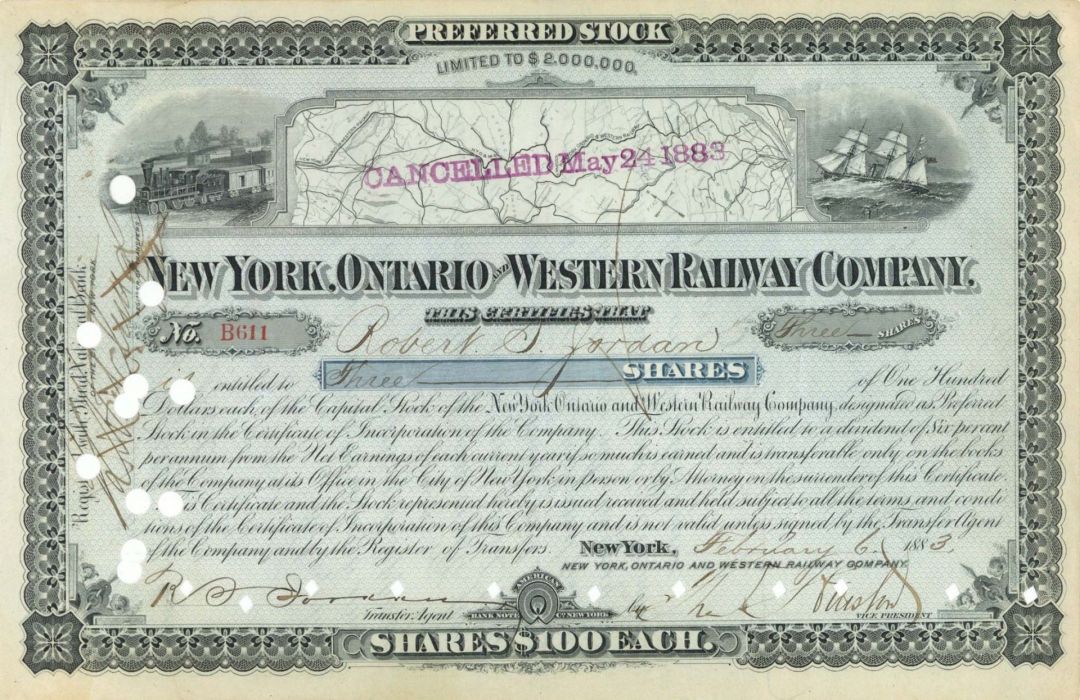 PREFERRED STOCK
LIMITED TO $2,000,000.
CANCELLED May 24 1883
NEW YORK, ONTARIO AND WESTERN RAILWAY COMPANY.
THIS CERTIFIES THAT
No. B611
Robert S. Jordan
Three SHARES
is entitled to Three SHARES of One Hundred
Dollars each, of the Capital Stock of the New York Ontario and Western Railway Company, designated as Preferred
Stock in the Certificate of Incorporation of the Company. This Stock is entitled to a dividend of Six per cent
per annum from the Net Earnings of each current year if so much is earned and is transferable only on the books
of the Company at its Office in the City of New York in person or by Attorney on the surrender of this Certificate
is Certificate and the Stock represented hereby is issued received and held subject to all the terms and condi
tions of the Certificate of Incorporation of this Company and is not valid unless signed by the Transfer Agent
of the Company and by the Register of Transfers. New York, February 6. 1883.
NEW YORK, ONTARIO AND WESTERN RAILWAY COMPANY.
R. S. Jordan
Transfer Agent
AMERICAN
BANK NOTE Co. NEW YORK
by
Winslow
VICE PRESIDENT
SHARES $100 EACH.